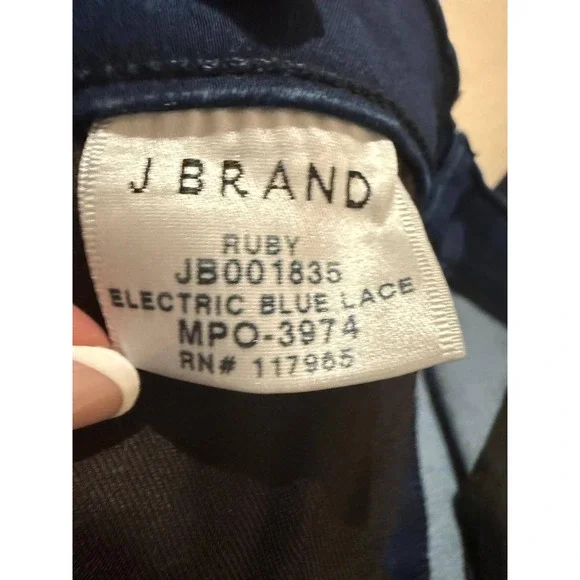 J BRAND
RUBY
JB001835
ELECTRIC BLUE LACE
MPO-3974
RN# 117965